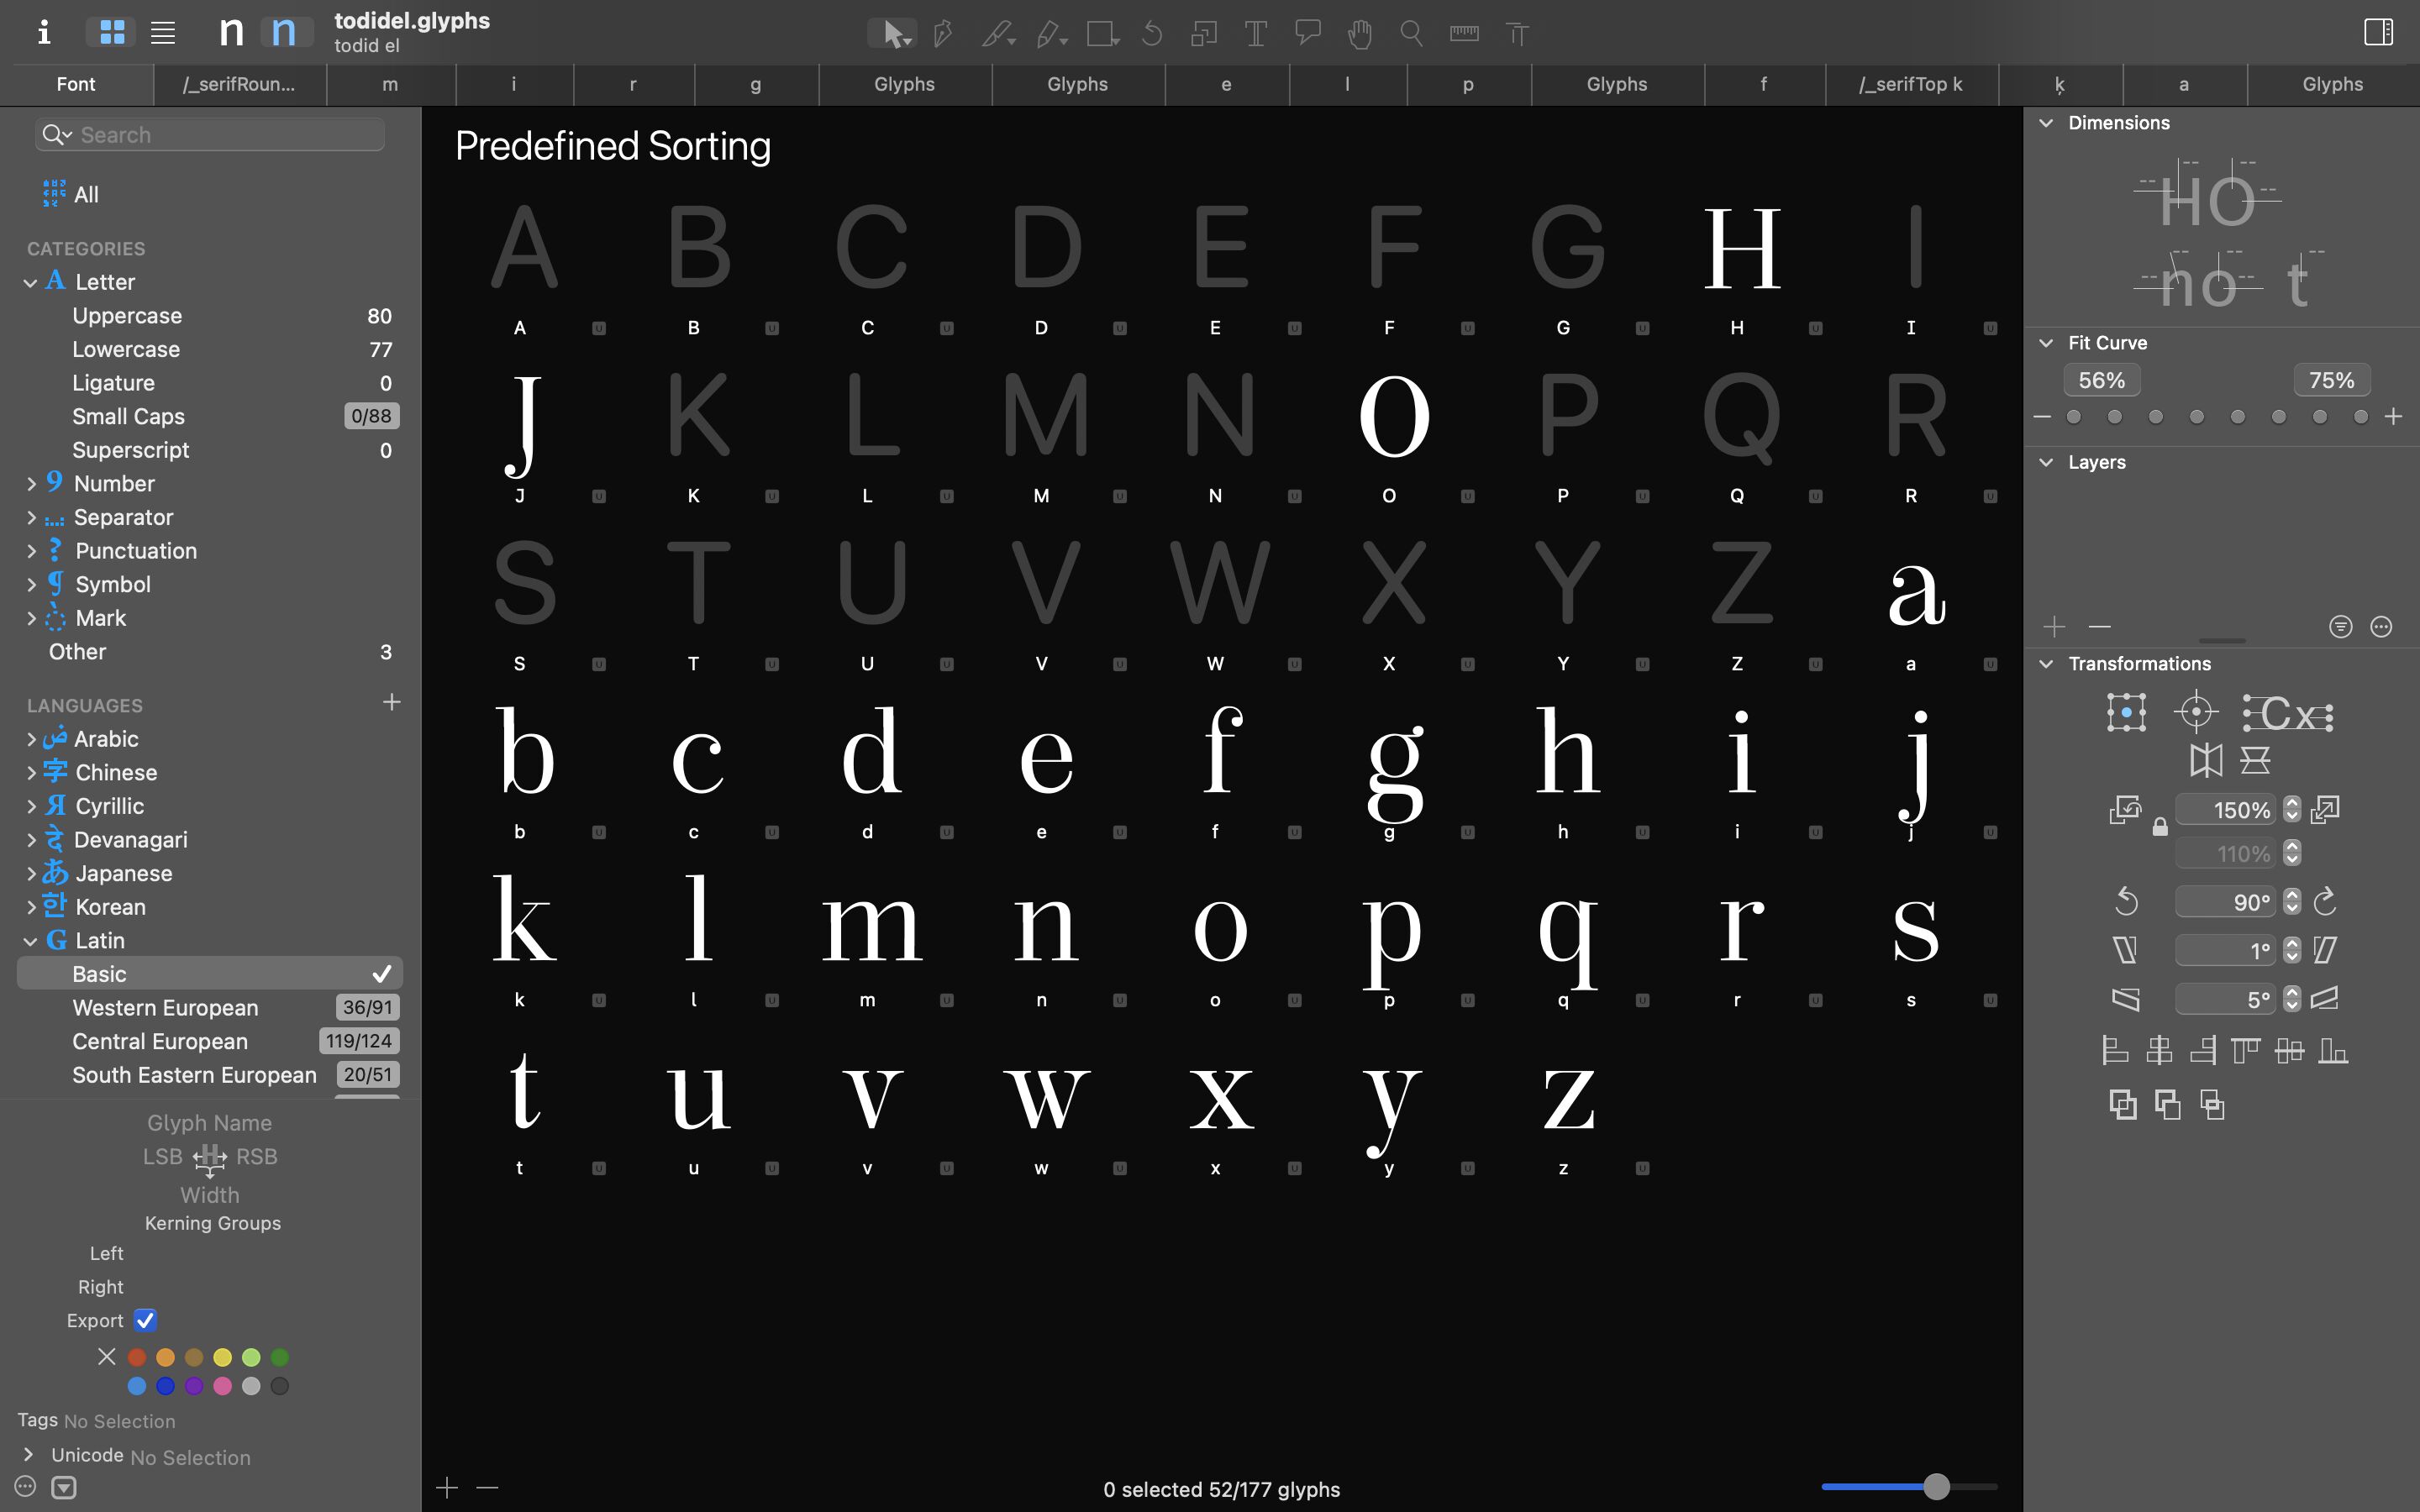 todidel.glyphs
todid el
Font /_serifRoun... m i r g Glyphs Glyphs e l p Glyphs f /_serifTop k ķ a Glyphs
Search
All
CATEGORIES
Letter
Uppercase 80
Lowercase 77
Ligature 0
Small Caps 0/88
Superscript 0
Number
Separator
Punctuation
Symbol
Mark
Other 3
LANGUAGES
Arabic
Chinese
Cyrillic
Devanagari
Japanese
Korean
Latin
Basic
Western European 36/91
Central European 119/124
South Eastern European 20/51
Glyph Name
LSB H RSB
Width
Kerning Groups
Left
Right
Export
Tags No Selection
Unicode No Selection
Predefined Sorting
A B C D E F G H I
A B C D E F G H I
J K L M N O P Q R
J K L M N O P Q R
S T U V W X Y Z a
S T U V W X Y Z a
b c d e f g h i j
b c d e f g h i j
k l m n o p q r s
k l m n o p q r s
t u v w x y z
t u v w x y z
0 selected 52/177 glyphs
Dimensions
HO
no t
Fit Curve
56% 75%
Layers
Transformations
Cx
150%
110%
90°
1°
5°